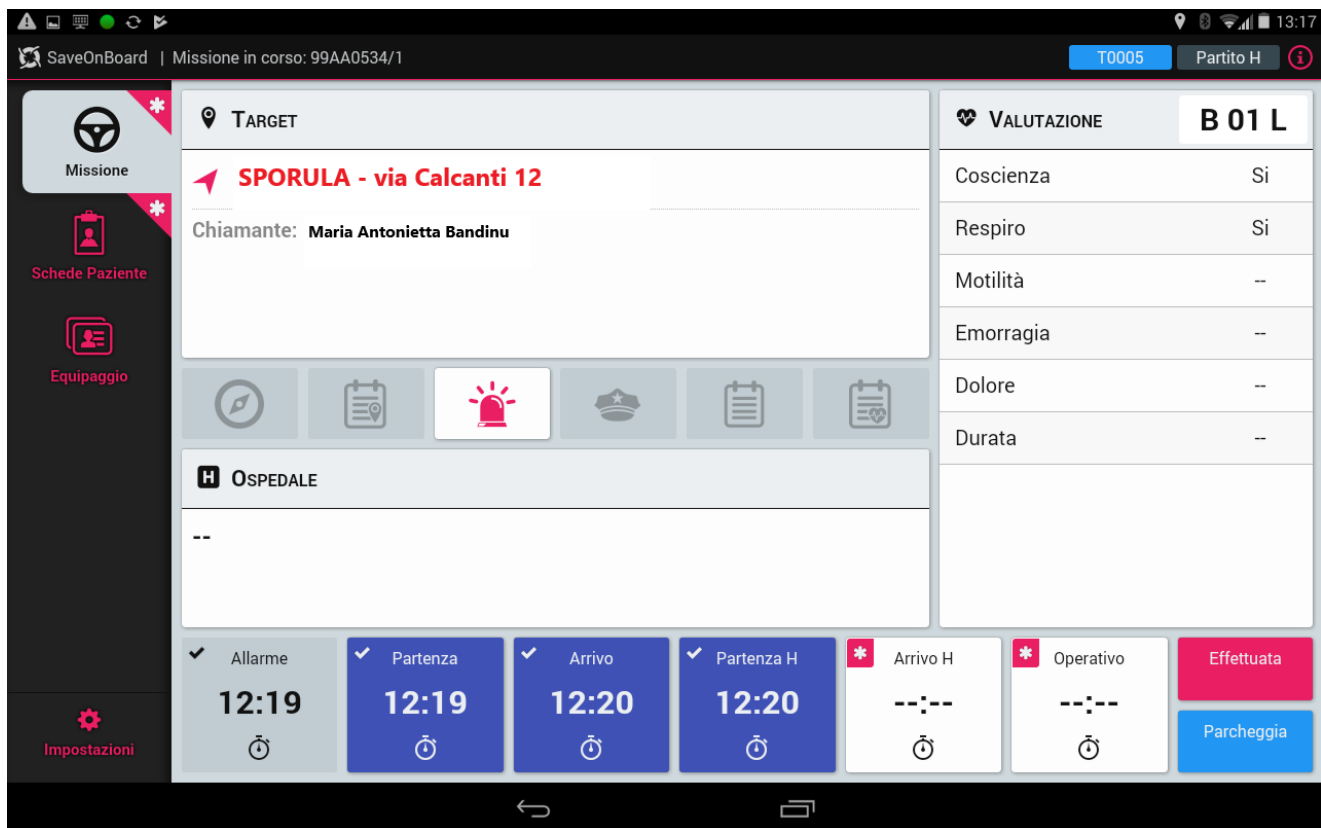 13:17
SaveOnBoard | Missione in corso: 99AA0534/1
T0005
Partito H
Missione
Schede Paziente
Equipaggio
Impostazioni
TARGET
SPORULA - via Calcanti 12
Chiamante: Maria Antonietta Bandinu
H OSPEDALE
--
VALUTAZIONE
B 01 L
Coscienza Si
Respiro Si
Motilità --
Emorragia --
Dolore --
Durata --
Allarme
12:19
Partenza
12:19
Arrivo
12:20
Partenza H
12:20
Arrivo H
--:--
Operativo
--:--
Effettuata
Parcheggia